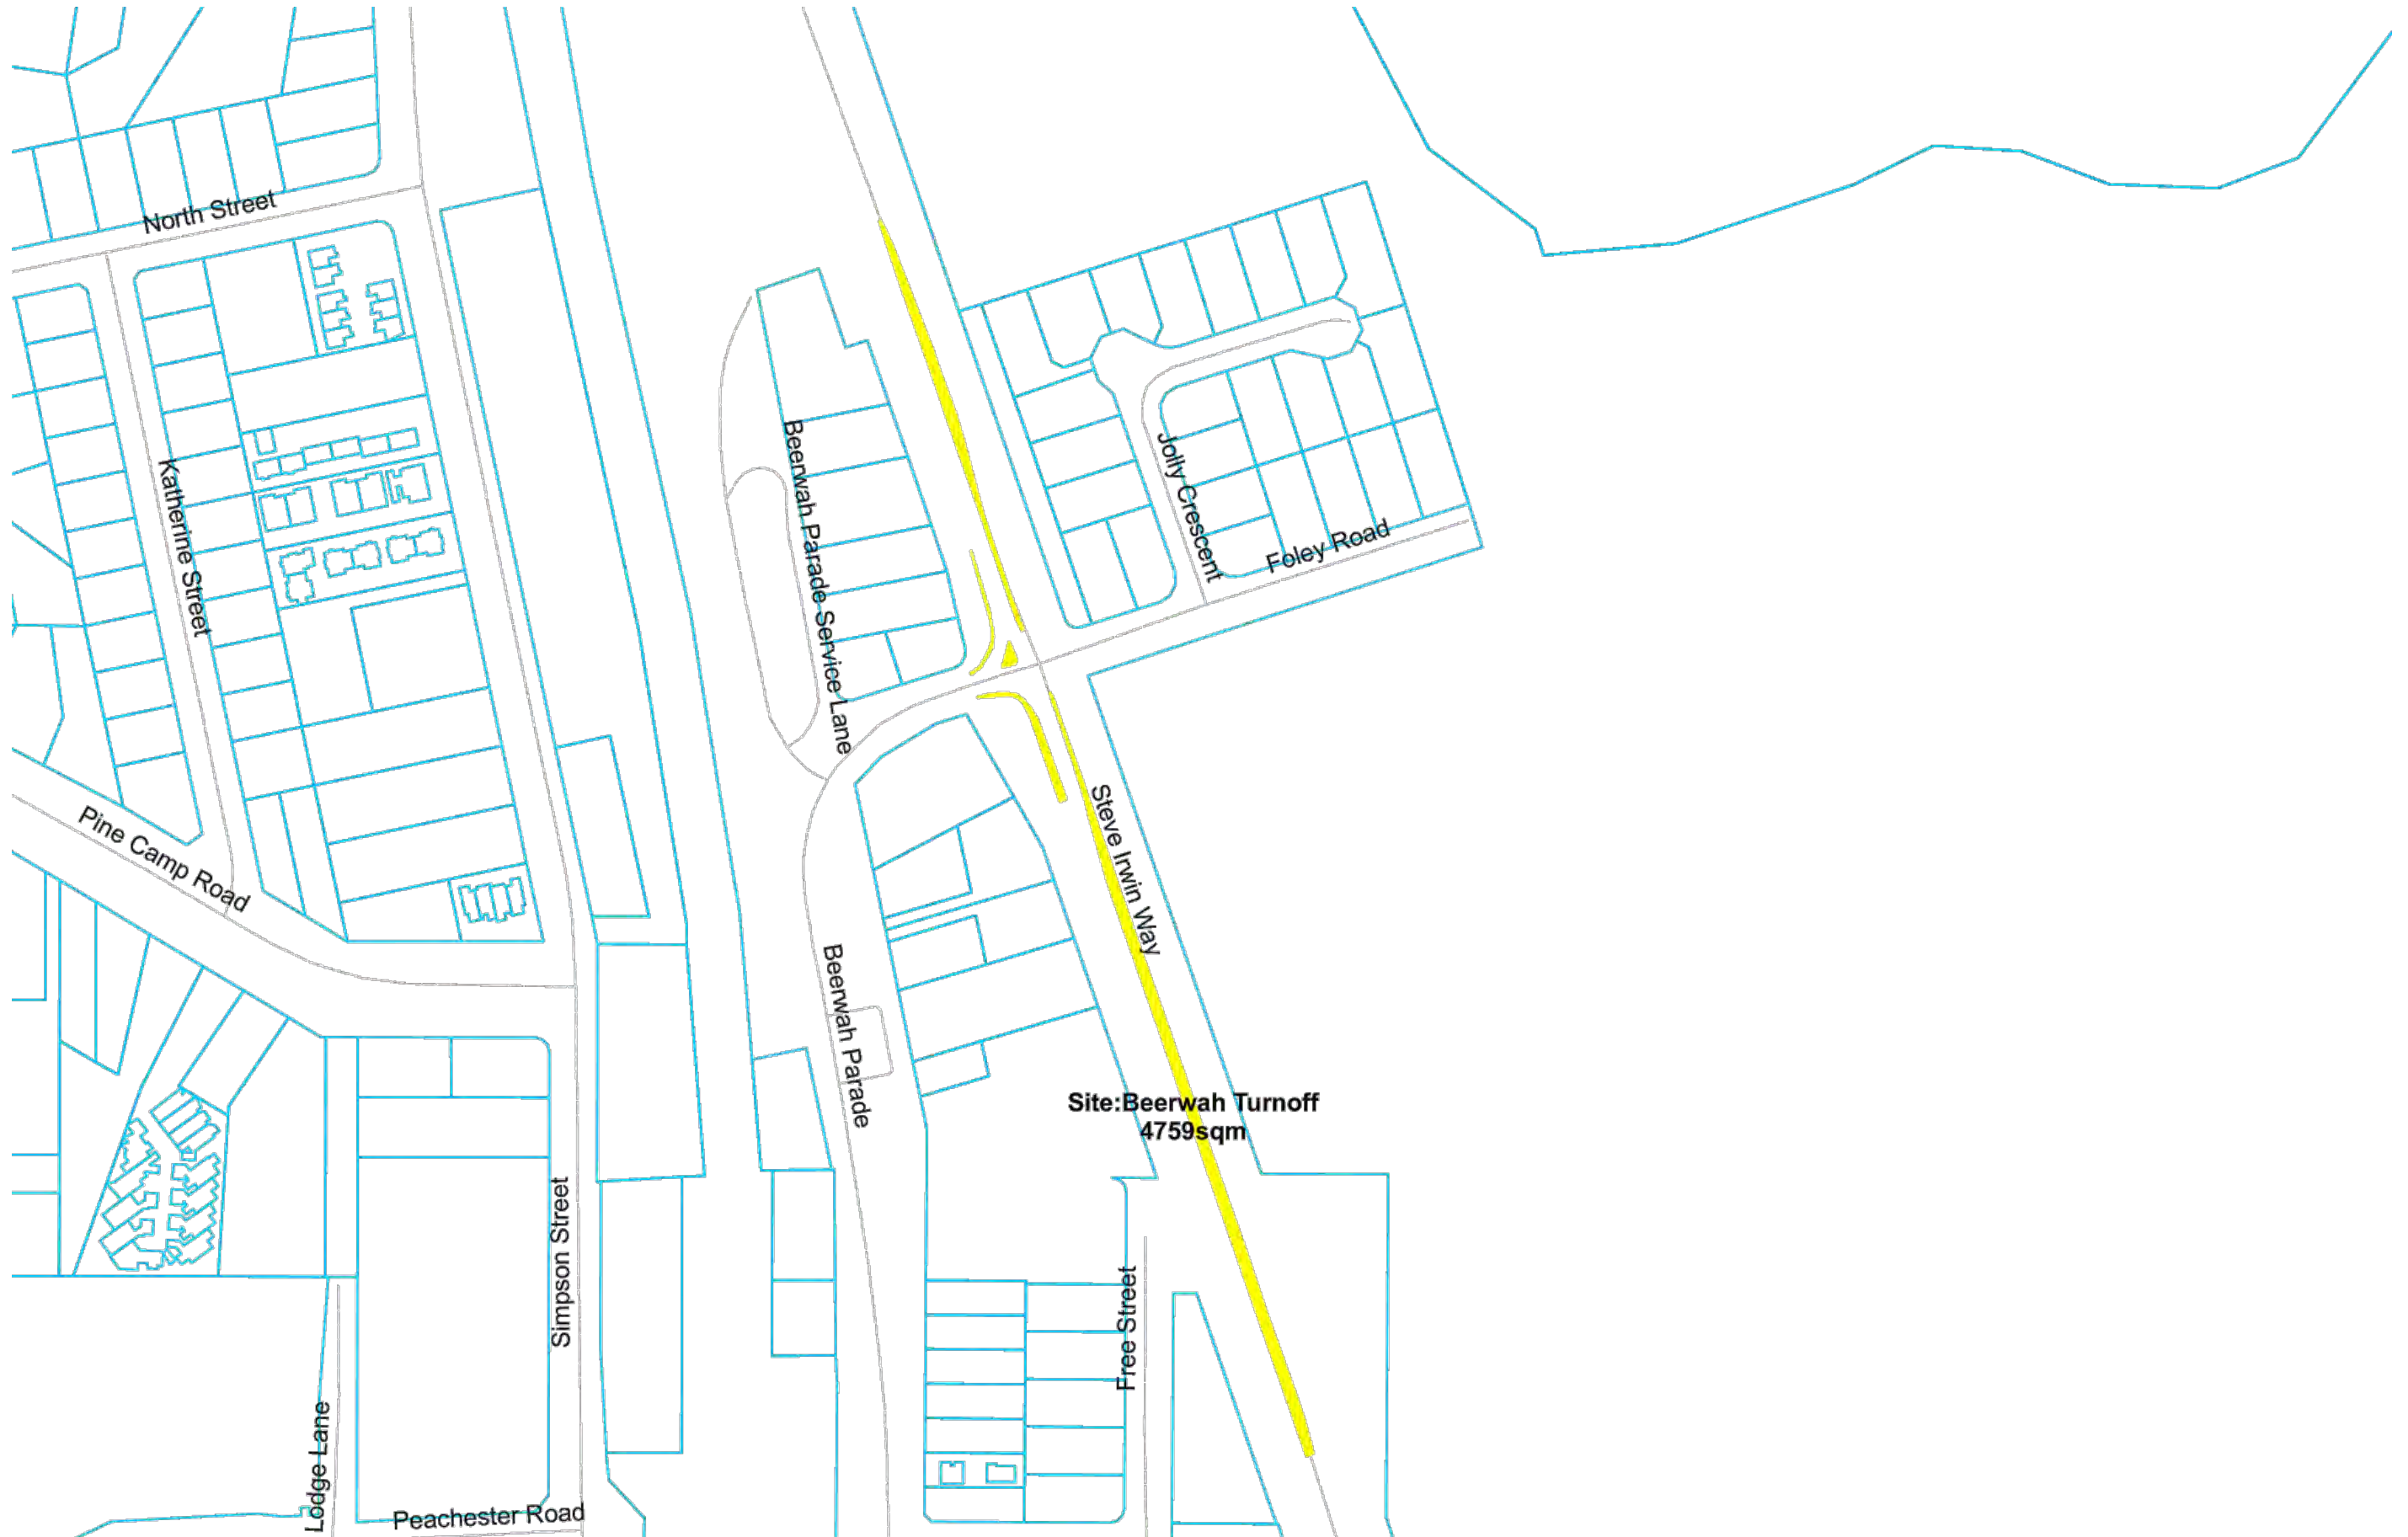 North Street
Katherine Street
Beerwah Parade Service Lane
Jolly Crescent
Foley Road
Pine Camp Road
Steve Irwin Way
Beerwah Parade
Site:Beerwah Turnoff
4759sqm
Simpson Street
Free Street
Lodge Lane
Peachester Road